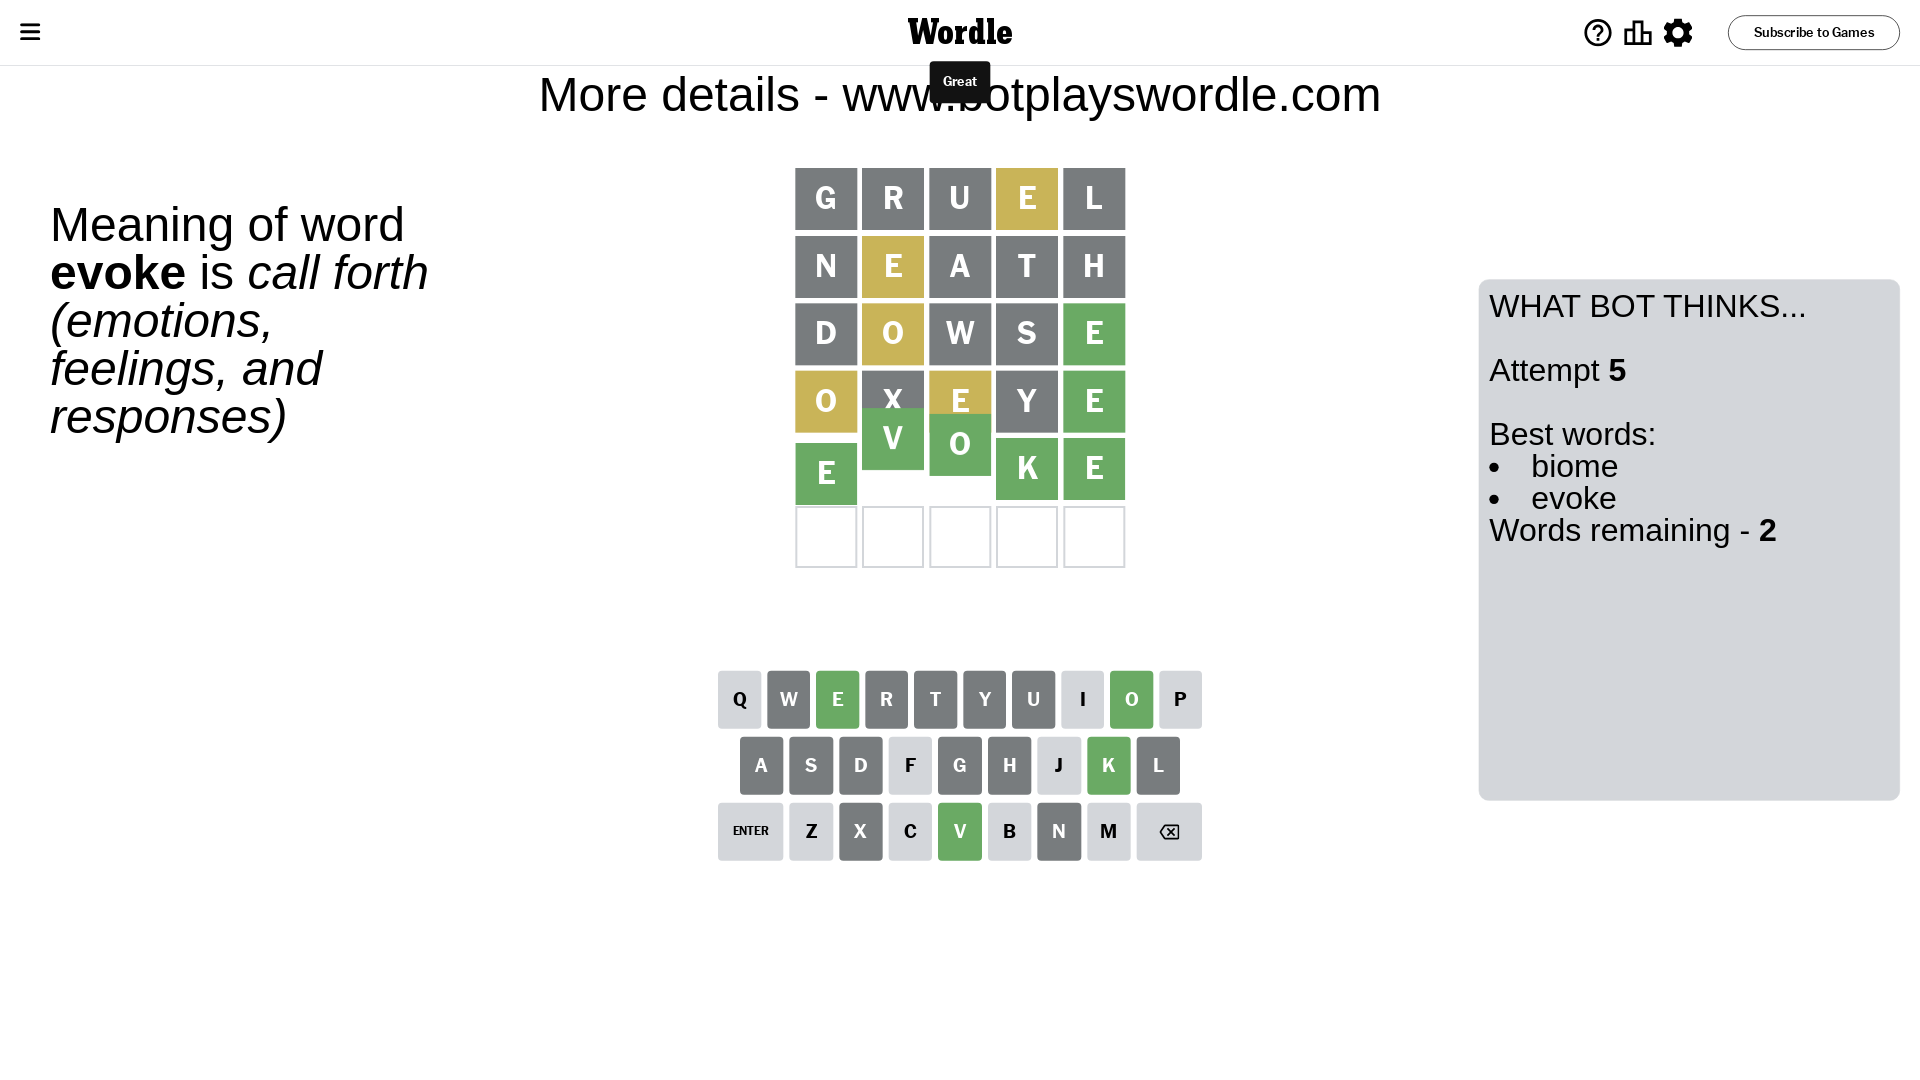 Wordle
Subscribe to Games
Great
More details - www.botplayswordle.com
Meaning of word
evoke is call forth
(emotions,
feelings, and
responses)
G R U E L
N E A T H
D O W S E
O X E Y E
E V O K E
WHAT BOT THINKS...
Attempt 5
Best words:
• biome
• evoke
Words remaining - 2
Q W E R T Y U I O P
A S D F G H J K L
ENTER Z X C V B N M